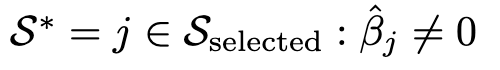 𝒮* = j ∈ 𝒮_selected : β̂_j ≠ 0